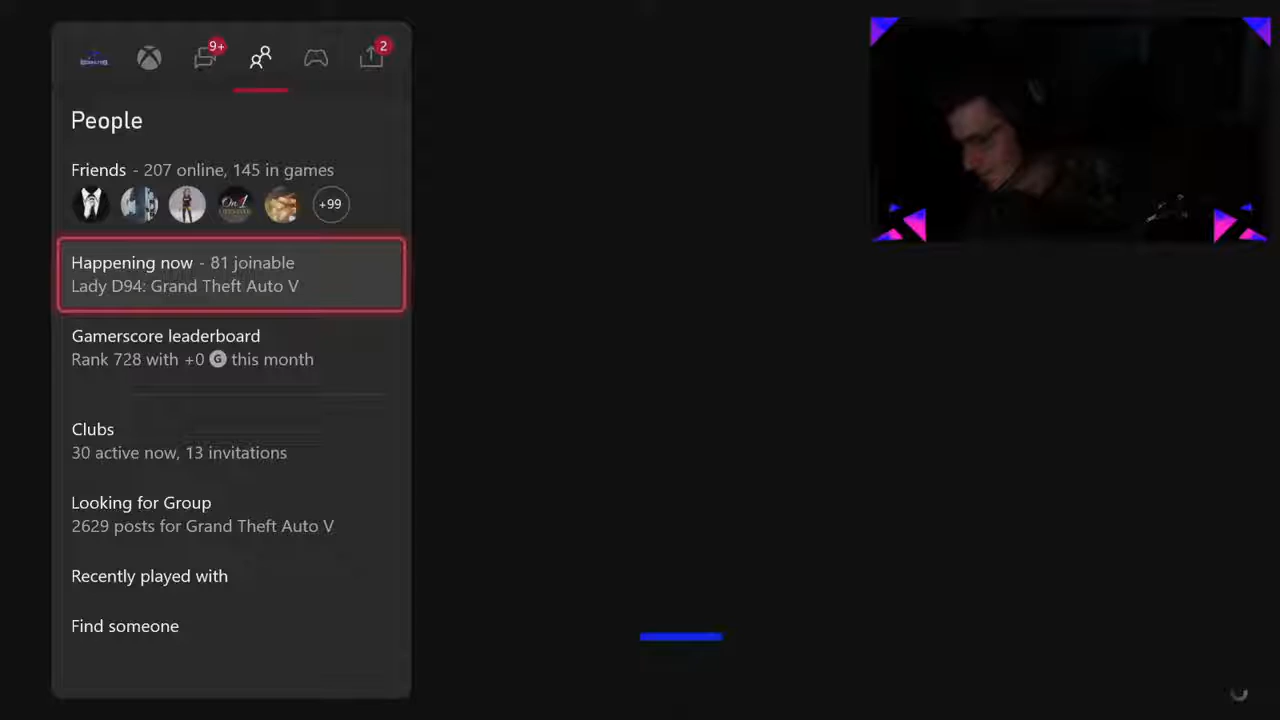 9+
2
People
Friends - 207 online, 145 in games
+99
Happening now - 81 joinable
Lady D94: Grand Theft Auto V
Gamerscore leaderboard
Rank 728 with +0 G this month
Clubs
30 active now, 13 invitations
Looking for Group
2629 posts for Grand Theft Auto V
Recently played with
Find someone